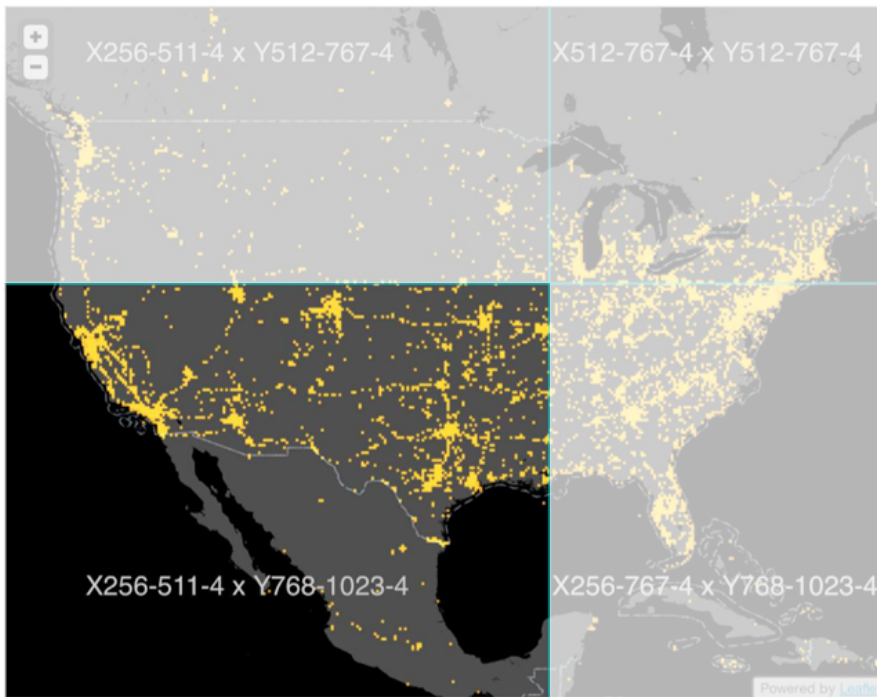 +
−
X256-511-4 x Y512-767-4
X512-767-4 x Y512-767-4
X256-511-4 x Y768-1023-4
X256-767-4 x Y768-1023-4
Powered by Leafle